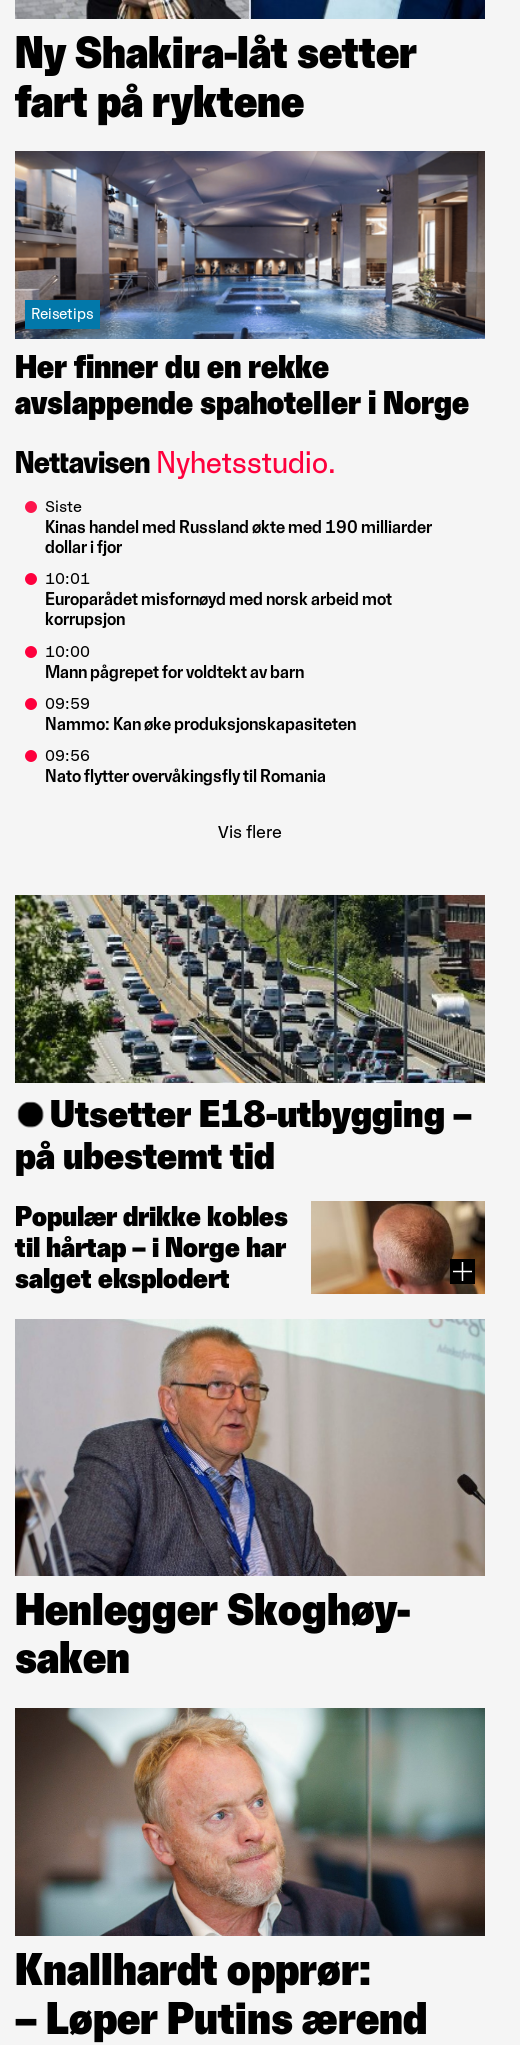 Ny Shakira-låt setter
fart på ryktene
Reisetips
Her finner du en rekke
avslappende spahoteller i Norge
Nettavisen Nyhetsstudio.
Siste
Kinas handel med Russland økte med 190 milliarder
dollar i fjor
10:01
Europarådet misfornøyd med norsk arbeid mot
korrupsjon
10:00
Mann pågrepet for voldtekt av barn
09:59
Nammo: Kan øke produksjonskapasiteten
09:56
Nato flytter overvåkingsfly til Romania
Vis flere
Utsetter E18-utbygging –
på ubestemt tid
Populær drikke kobles
til hårtap – i Norge har
salget eksplodert
Henlegger Skoghøy-
saken
Knallhardt opprør:
– Løper Putins ærend